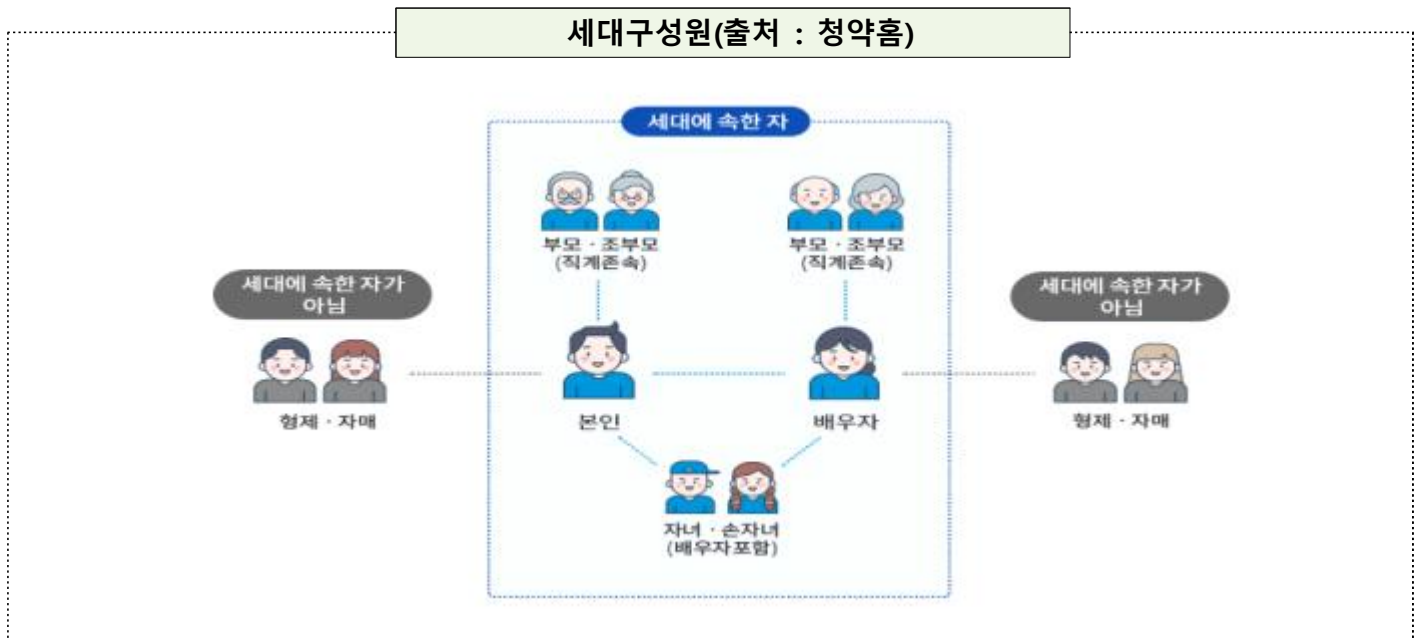 세대구성원(출처 : 청약홈)
세대에 속한 자
부모 · 조부모
(직계존속)
부모 · 조부모
(직계존속)
세대에 속한 자가
아님
세대에 속한 자가
아님
형제 · 자매
본인
배우자
형제 · 자매
자녀 · 손자녀
(배우자포함)